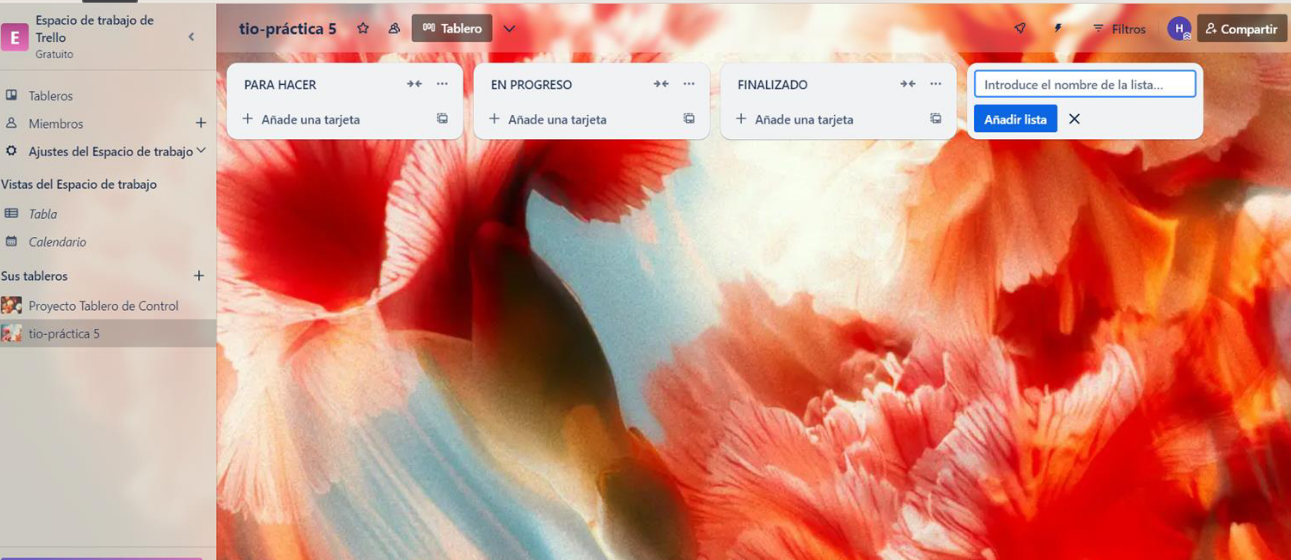 E
Espacio de trabajo de
Trello
Gratuito
Tableros
Miembros
Ajustes del Espacio de trabajo
Vistas del Espacio de trabajo
Tabla
Calendario
Sus tableros
Proyecto Tablero de Control
tio-práctica 5
tio-práctica 5
Tablero
Filtros
H
Compartir
PARA HACER
Añade una tarjeta
EN PROGRESO
Añade una tarjeta
FINALIZADO
Añade una tarjeta
Introduce el nombre de la lista...
Añadir lista